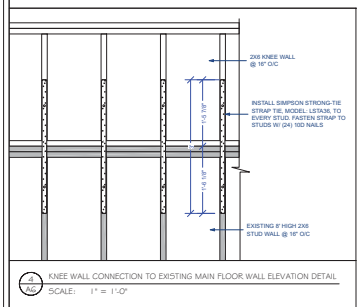 2X6 KNEE WALL
@ 16" O/C
INSTALL SIMPSON STRONG-TIE
STRAP TIE, MODEL: LSTA36, TO
EVERY STUD. FASTEN STRAP TO
STUDS W/ (24) 10D NAILS
1'-5 7/8"
1'-6 1/8"
EXISTING 8' HIGH 2X6
STUD WALL @ 16" O/C
4
A6
KNEE WALL CONNECTION TO EXISTING MAIN FLOOR WALL ELEVATION DETAIL
SCALE: 1" = 1'-0"